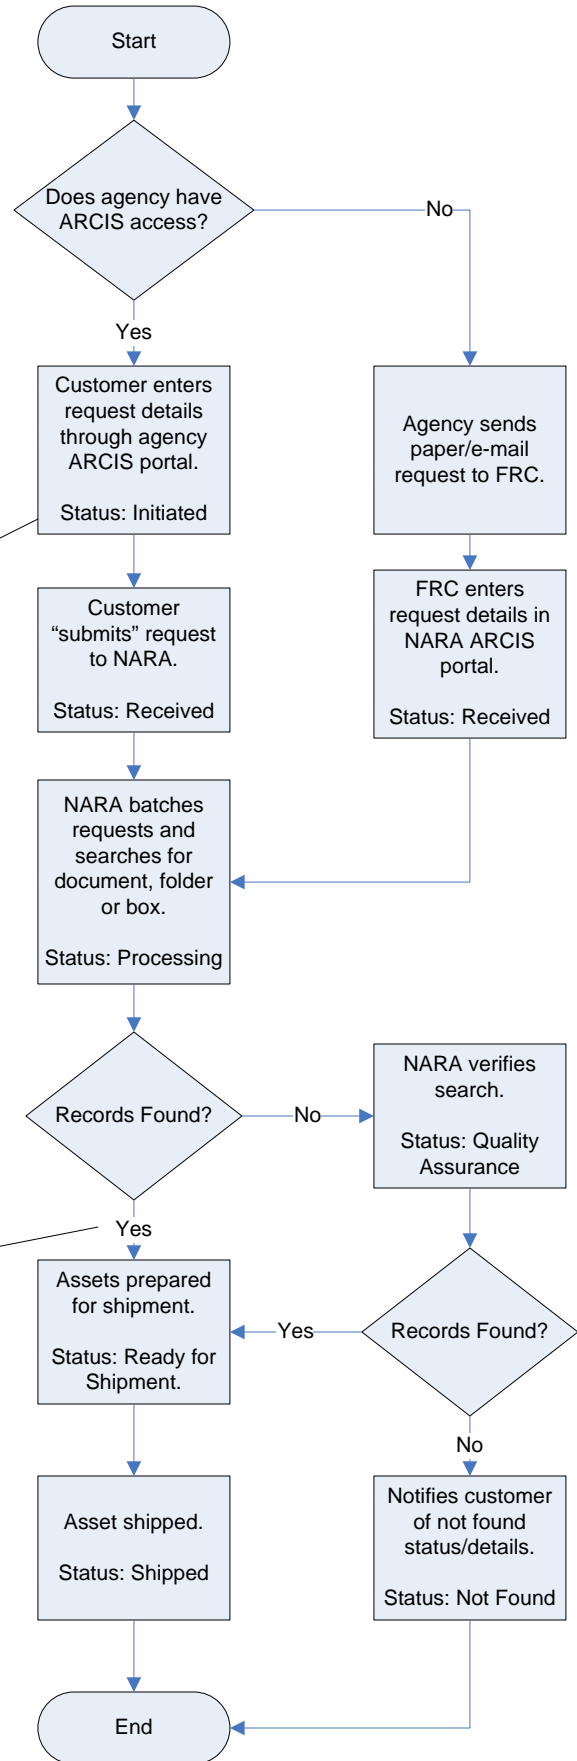 Start
Does agency have
ARCIS access?
No
Yes
Customer enters
request details
through agency
ARCIS portal.
Status: Initiated
Agency sends
paper/e-mail
request to FRC.
Customer
“submits” request
to NARA.
Status: Received
FRC enters
request details in
NARA ARCIS
portal.
Status: Received
NARA batches
requests and
searches for
document, folder
or box.
Status: Processing
Records Found?
No
NARA verifies
search.
Status: Quality
Assurance
Yes
Assets prepared
for shipment.
Status: Ready for
Shipment.
Yes
Records Found?
No
Asset shipped.
Status: Shipped
Notifies customer
of not found
status/details.
Status: Not Found
End